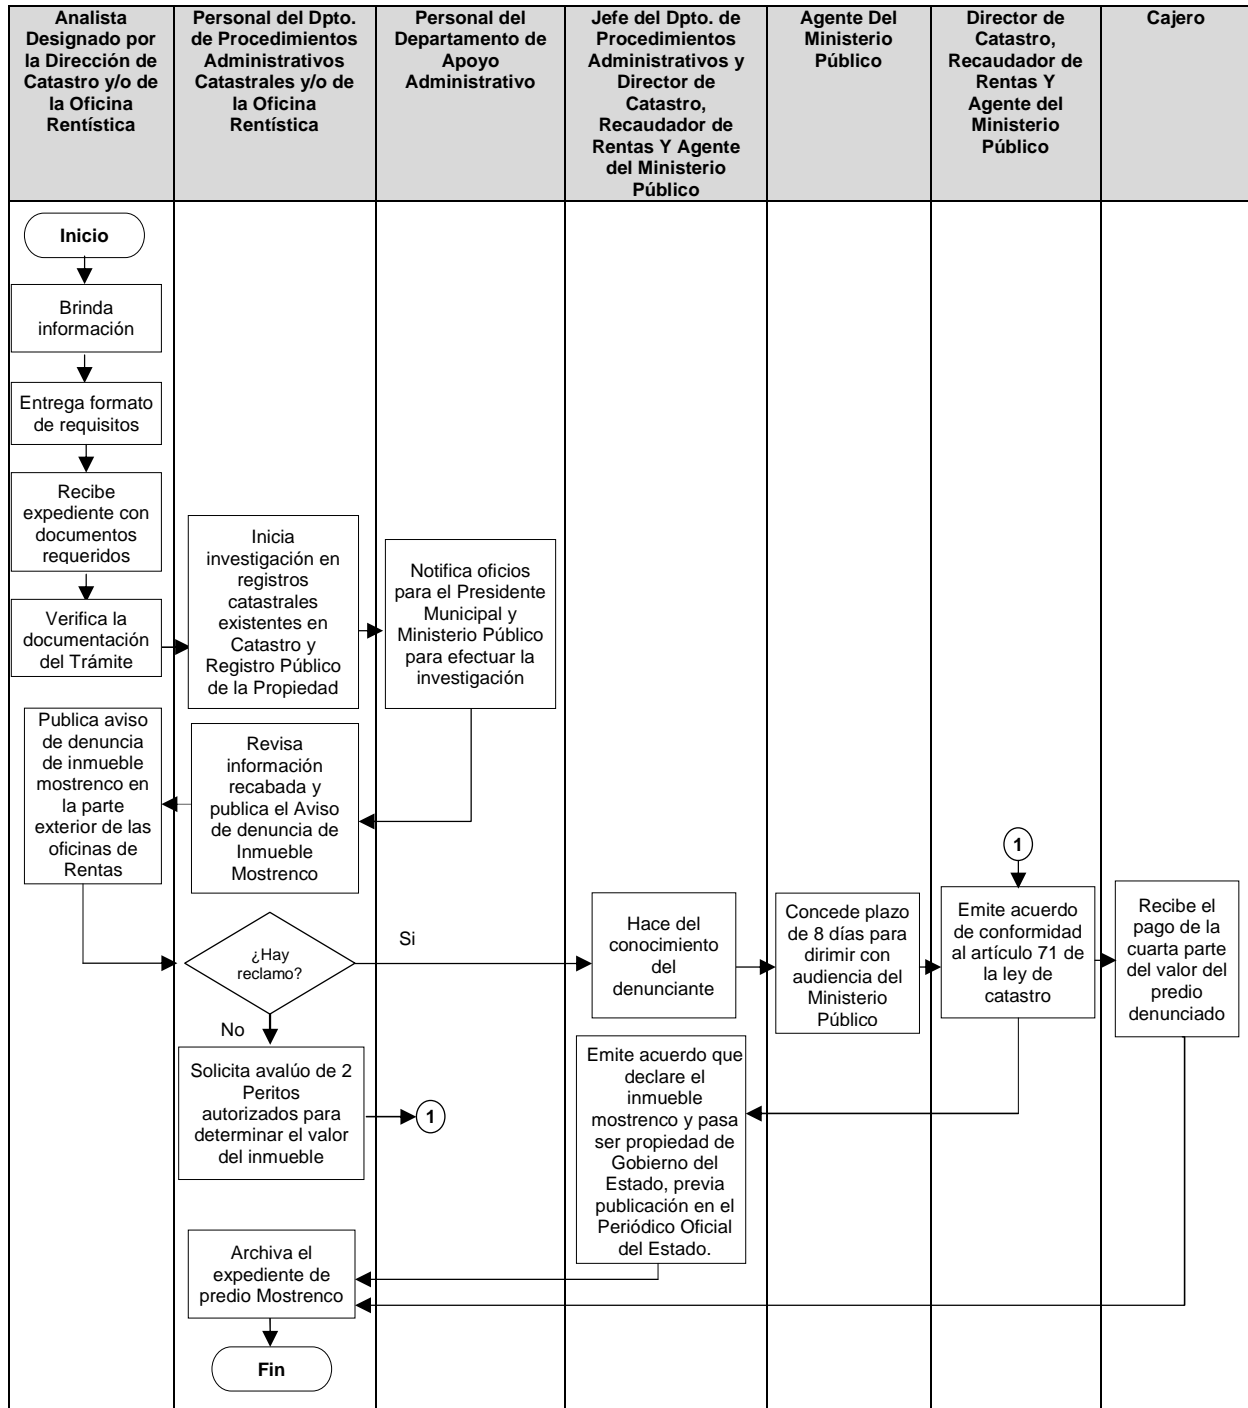 Analista
Designado por
la Dirección de
Catastro y/o de
la Oficina
Rentística
Personal del Dpto.
de Procedimientos
Administrativos
Catastrales y/o de
la Oficina
Rentística
Personal del
Departamento de
Apoyo
Administrativo
Jefe del Dpto. de
Procedimientos
Administrativos y
Director de
Catastro,
Recaudador de
Rentas Y Agente
del Ministerio
Público
Agente Del
Ministerio
Público
Director de
Catastro,
Recaudador de
Rentas Y
Agente del
Ministerio
Público
Cajero
Inicio
Brinda
información
Entrega formato
de requisitos
Recibe
expediente con
documentos
requeridos
Verifica la
documentación
del Trámite
Inicia
investigación en
registros
catastrales
existentes en
Catastro y
Registro Público
de la Propiedad
Notifica oficios
para el Presidente
Municipal y
Ministerio Público
para efectuar la
investigación
Publica aviso
de denuncia
de inmueble
mostrenco en
la parte
exterior de las
oficinas de
Rentas
Revisa
información
recabada y
publica el Aviso
de denuncia de
Inmueble
Mostrenco
¿Hay
reclamo?
Si
No
Hace del
conocimiento
del
denunciante
Concede plazo
de 8 días para
dirimir con
audiencia del
Ministerio
Público
1
Emite acuerdo
de conformidad
al artículo 71 de
la ley de
catastro
Recibe el
pago de la
cuarta parte
del valor del
predio
denunciado
Solicita avalúo de 2
Peritos
autorizados para
determinar el valor
del inmueble
1
Emite acuerdo que
declare el
inmueble
mostrenco y pasa
ser propiedad de
Gobierno del
Estado, previa
publicación en el
Periódico Oficial
del Estado.
Archiva el
expediente de
predio Mostrenco
Fin